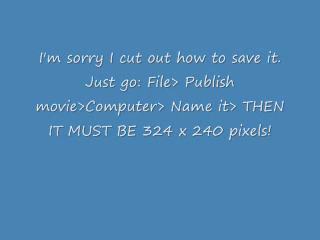 I'm sorry I cut out how to save it.
Just go: File> Publish
movie>Computer> Name it> THEN
IT MUST BE 324 x 240 pixels!